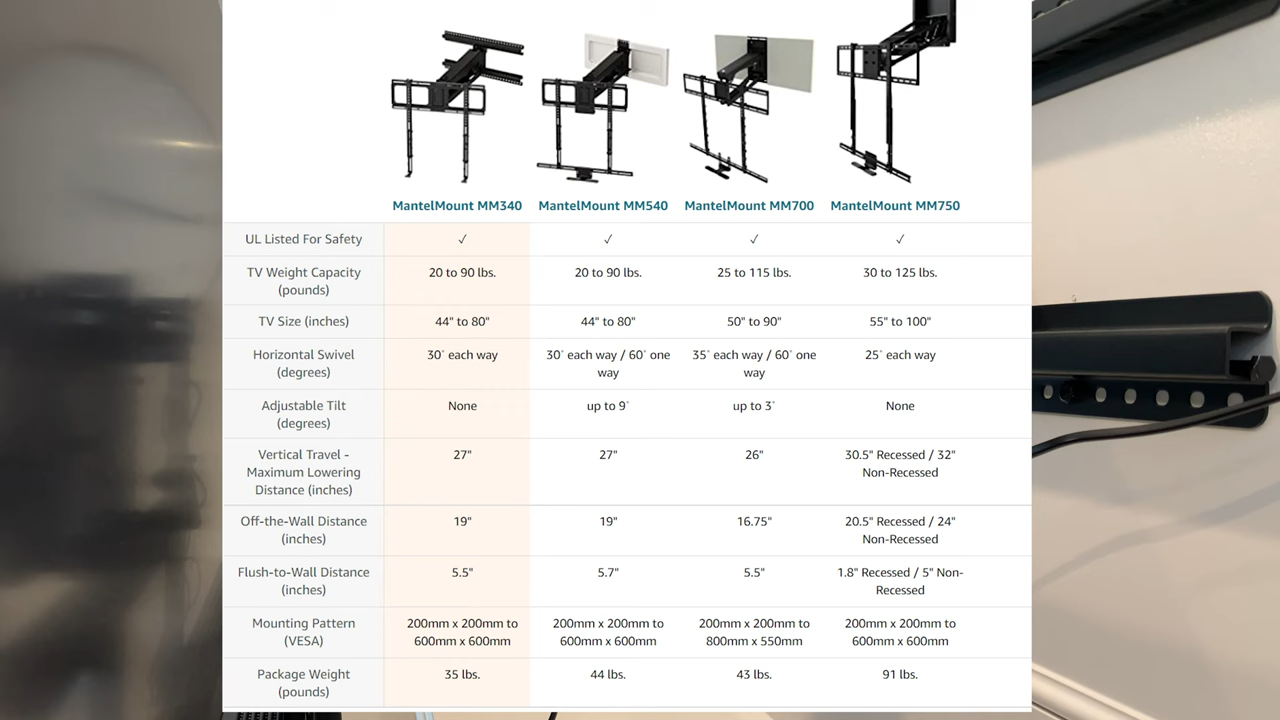 MantelMount MM340 MantelMount MM540 MantelMount MM700 MantelMount MM750
UL Listed For Safety ✓ ✓ ✓ ✓
TV Weight Capacity (pounds) 20 to 90 lbs. 20 to 90 lbs. 25 to 115 lbs. 30 to 125 lbs.
TV Size (inches) 44" to 80" 44" to 80" 50" to 90" 55" to 100"
Horizontal Swivel (degrees) 30˚ each way 30˚ each way / 60˚ one way 35˚ each way / 60˚ one way 25˚ each way
Adjustable Tilt (degrees) None up to 9˚ up to 3˚ None
Vertical Travel - Maximum Lowering Distance (inches) 27" 27" 26" 30.5" Recessed / 32" Non-Recessed
Off-the-Wall Distance (inches) 19" 19" 16.75" 20.5" Recessed / 24" Non-Recessed
Flush-to-Wall Distance (inches) 5.5" 5.7" 5.5" 1.8" Recessed / 5" Non-Recessed
Mounting Pattern (VESA) 200mm x 200mm to 600mm x 600mm 200mm x 200mm to 600mm x 600mm 200mm x 200mm to 800mm x 550mm 200mm x 200mm to 600mm x 600mm
Package Weight (pounds) 35 lbs. 44 lbs. 43 lbs. 91 lbs.